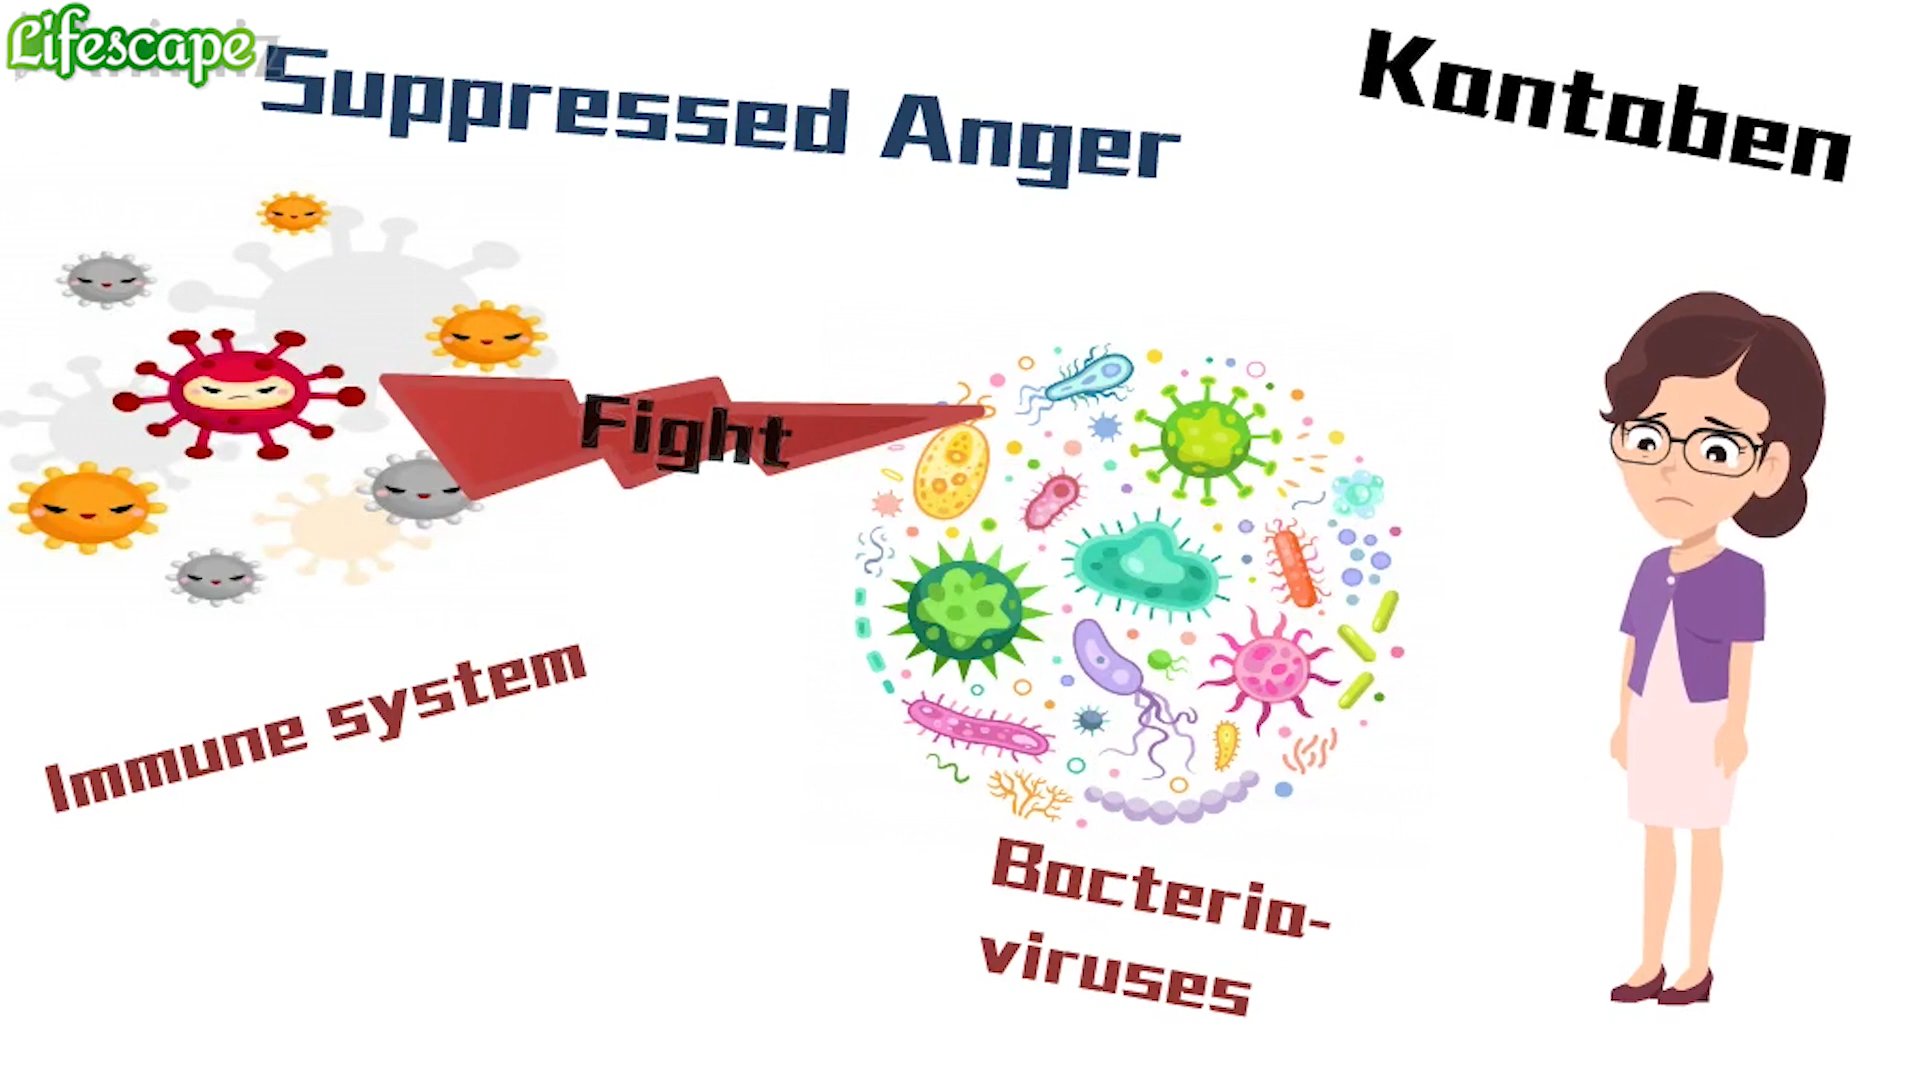 Lifescape
Suppressed Anger
Kantaben
Fight
Immune system
Bacteria-
viruses